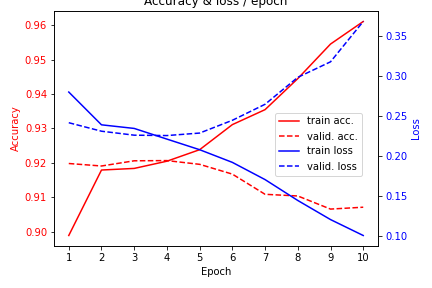 Accuracy & loss / epoch
0.96
0.95
0.94
0.93
0.92
0.91
0.90
Accuracy
0.35
0.30
0.25
0.20
0.15
0.10
Loss
train acc.
valid. acc.
train loss
valid. loss
1 2 3 4 5 6 7 8 9 10
Epoch